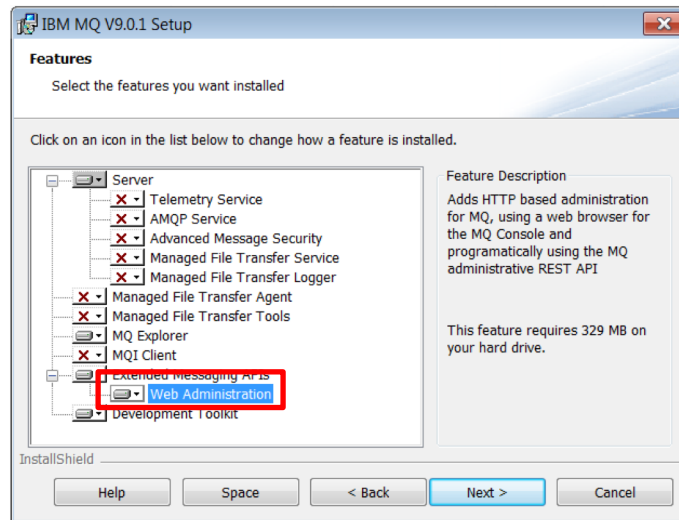 IBM MQ V9.0.1 Setup
Features
Select the features you want installed
Click on an icon in the list below to change how a feature is installed.
Server
Telemetry Service
AMQP Service
Advanced Message Security
Managed File Transfer Service
Managed File Transfer Logger
Managed File Transfer Agent
Managed File Transfer Tools
MQ Explorer
MQI Client
Extended Messaging APIs
Web Administration
Development Toolkit
Feature Description
Adds HTTP based administration
for MQ, using a web browser for
the MQ Console and
programatically using the MQ
administrative REST API
This feature requires 329 MB on
your hard drive.
InstallShield
Help
Space
< Back
Next >
Cancel